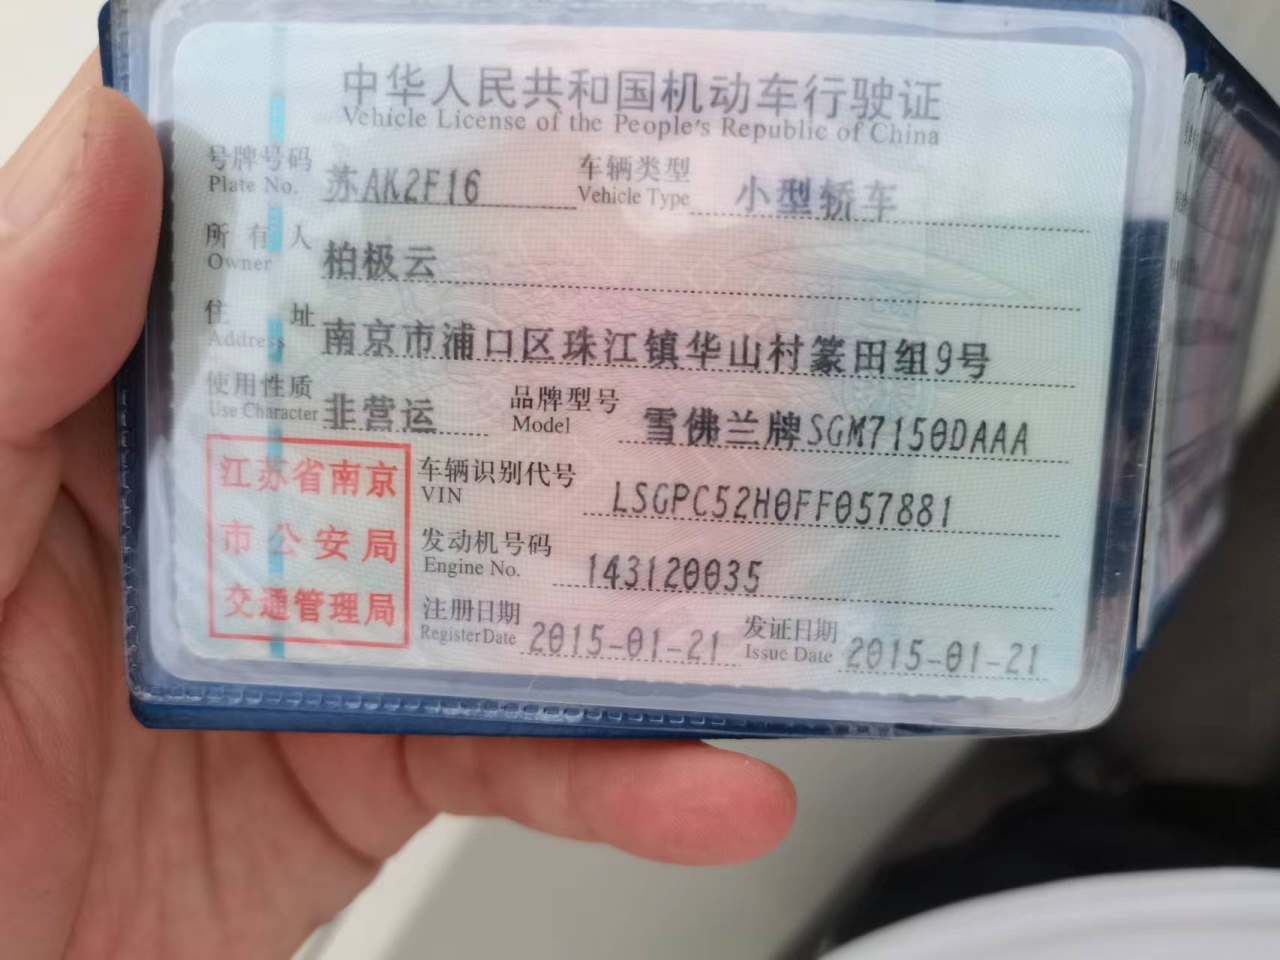 中华人民共和国机动车行驶证
Vehicle License of the People's Republic of China
号牌号码 苏AK2F16 车辆类型 小型轿车
Plate No. Vehicle Type
所有人 柏极云
Owner
住址 南京市浦口区珠江镇华山村篆田组9号
Address
使用性质 非营运 品牌型号 雪佛兰牌SGM7150DAAA
Use Character Model
江苏省南京
市公安局
交通管理局
车辆识别代号 LSGPC52H0FF057881
VIN
发动机号码 143120035
Engine No.
注册日期 2015-01-21 发证日期 2015-01-21
Register Date Issue Date